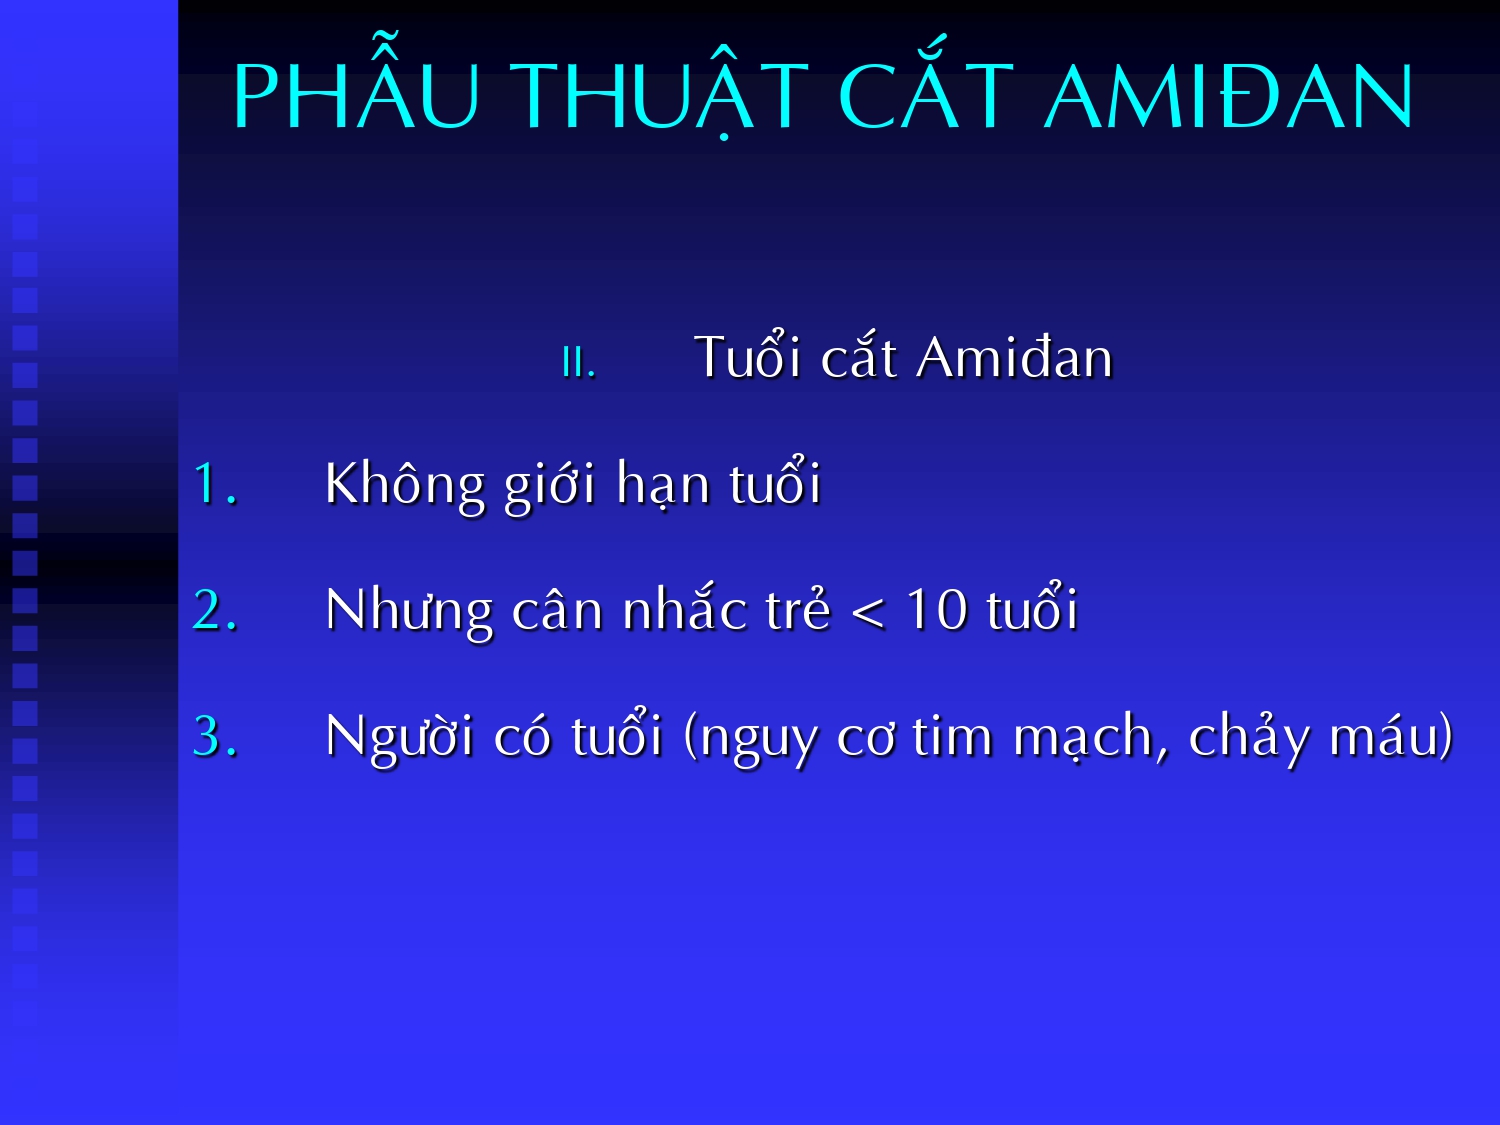 PHẪU THUẬT CẮT AMIĐAN
II. Tuổi cắt Amiđan
1. Không giới hạn tuổi
2. Nhưng cân nhắc trẻ < 10 tuổi
3. Người có tuổi (nguy cơ tim mạch, chảy máu)